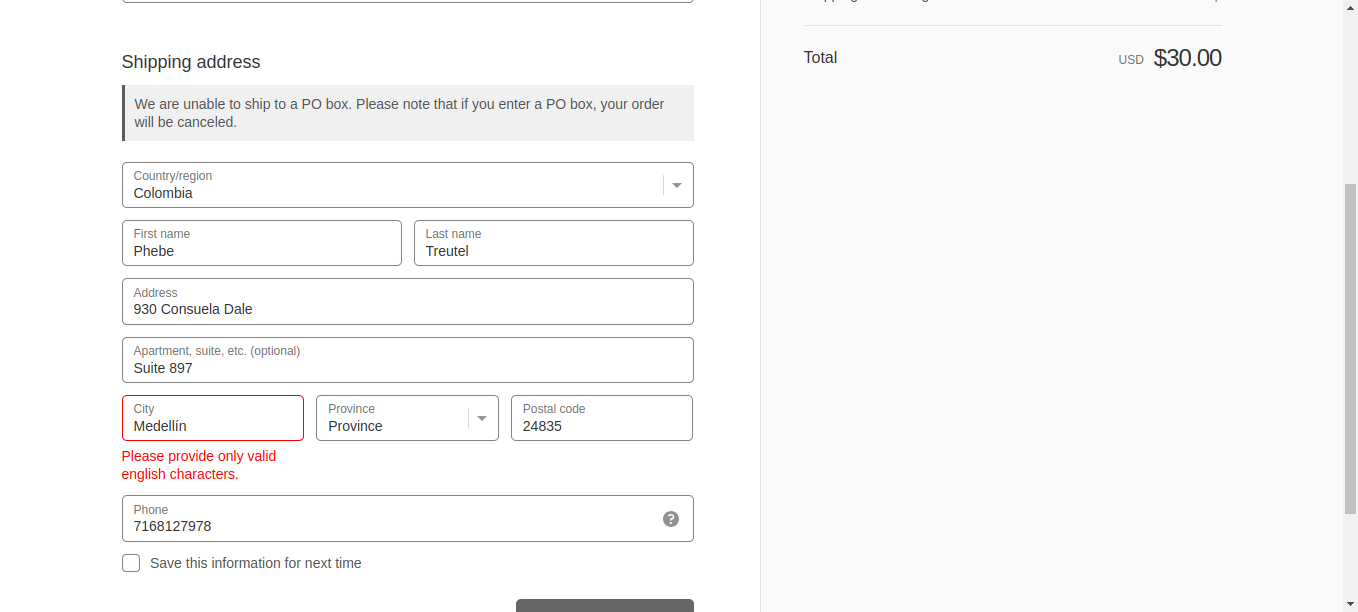 Shipping address
We are unable to ship to a PO box. Please note that if you enter a PO box, your order
will be canceled.
Country/region
Colombia
First name
Phebe
Last name
Treutel
Address
930 Consuela Dale
Apartment, suite, etc. (optional)
Suite 897
City
Medellín
Province
Province
Postal code
24835
Please provide only valid
english characters.
Phone
7168127978
?
Save this information for next time
Total
USD $30.00